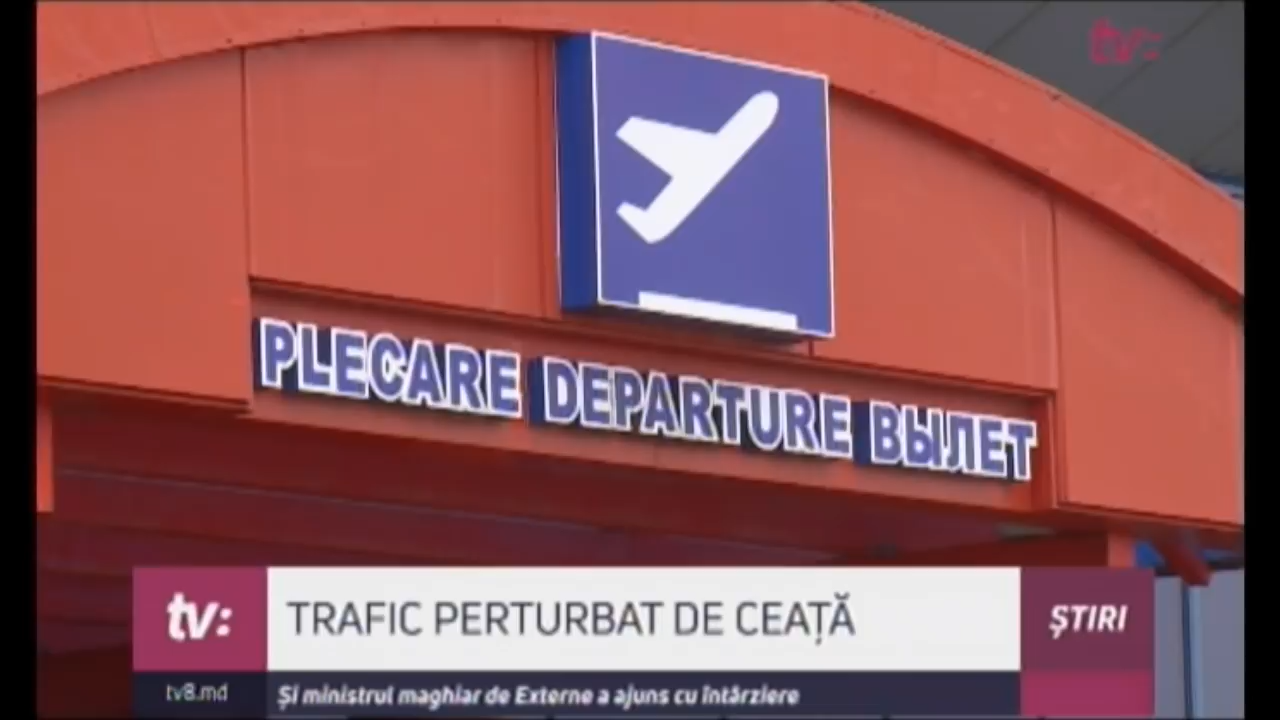 tv:
PLECARE DEPARTURE ВЫЛЕТ
tv: TRAFIC PERTURBAT DE CEAȚĂ ȘTIRI
tv8.md Și ministrul maghiar de Externe a ajuns cu întârziere